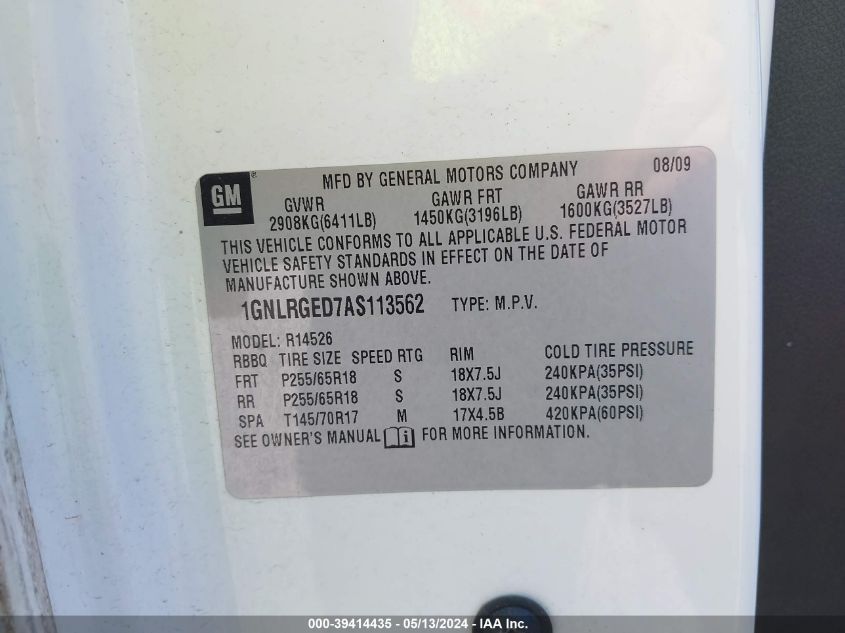 GM ® MFD BY GENERAL MOTORS COMPANY 08/09
GVWR GAWR FRT GAWR RR
2908KG(6411LB) 1450KG(3196LB) 1600KG(3527LB)
THIS VEHICLE CONFORMS TO ALL APPLICABLE U.S. FEDERAL MOTOR
VEHICLE SAFETY STANDARDS IN EFFECT ON THE DATE OF
MANUFACTURE SHOWN ABOVE.
1GNLRGED7AS113562 TYPE: M.P.V.
MODEL: R14526
RBBQ TIRE SIZE SPEED RTG RIM COLD TIRE PRESSURE
FRT P255/65R18 S 18X7.5J 240KPA(35PSI)
RR P255/65R18 S 18X7.5J 240KPA(35PSI)
SPA T145/70R17 M 17X4.5B 420KPA(60PSI)
SEE OWNER'S MANUAL i FOR MORE INFORMATION.
000-39414435 - 05/13/2024 - IAA Inc.